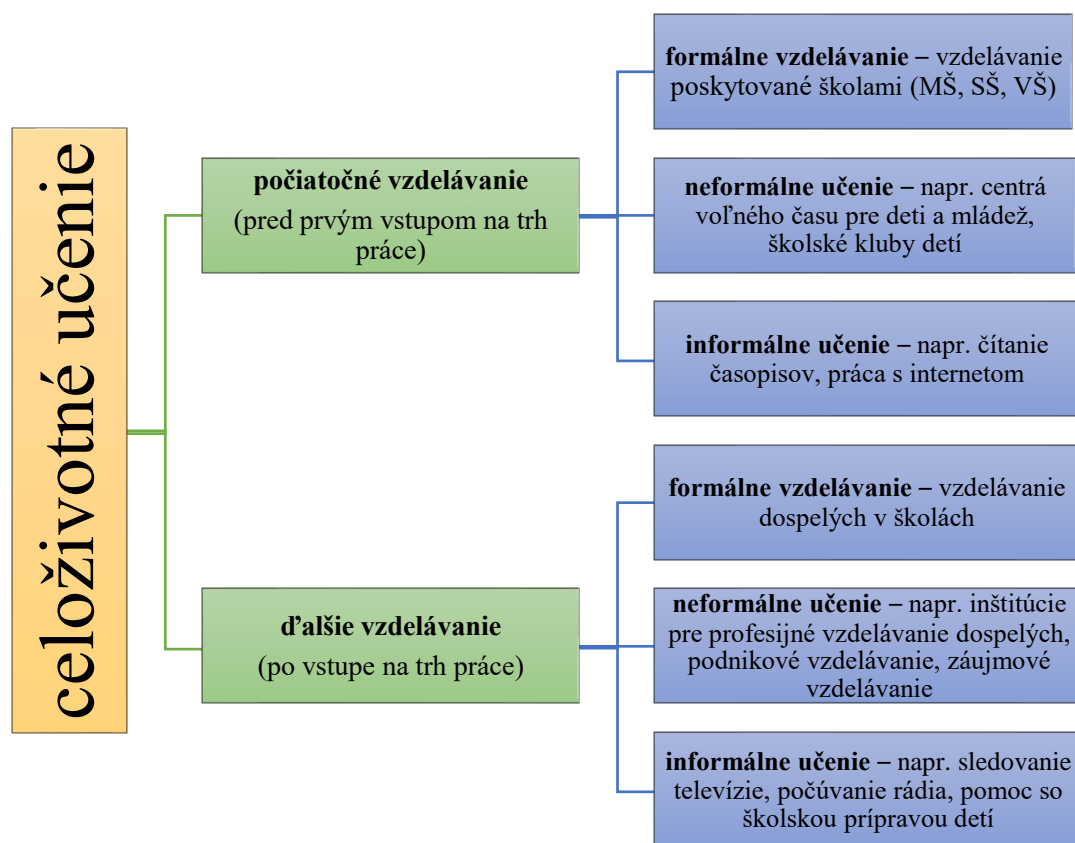 celoživotné učenie
počiatočné vzdelávanie
(pred prvým vstupom na trh
práce)
formálne vzdelávanie – vzdelávanie
poskytované školami (MŠ, SŠ, VŠ)
neformálne učenie – napr. centrá
voľného času pre deti a mládež,
školské kluby detí
informálne učenie – napr. čítanie
časopisov, práca s internetom
ďalšie vzdelávanie
(po vstupe na trh práce)
formálne vzdelávanie – vzdelávanie
dospelých v školách
neformálne učenie – napr. inštitúcie
pre profesijné vzdelávanie dospelých,
podnikové vzdelávanie, záujmové
vzdelávanie
informálne učenie – napr. sledovanie
televízie, počúvanie rádia, pomoc so
školskou prípravou detí